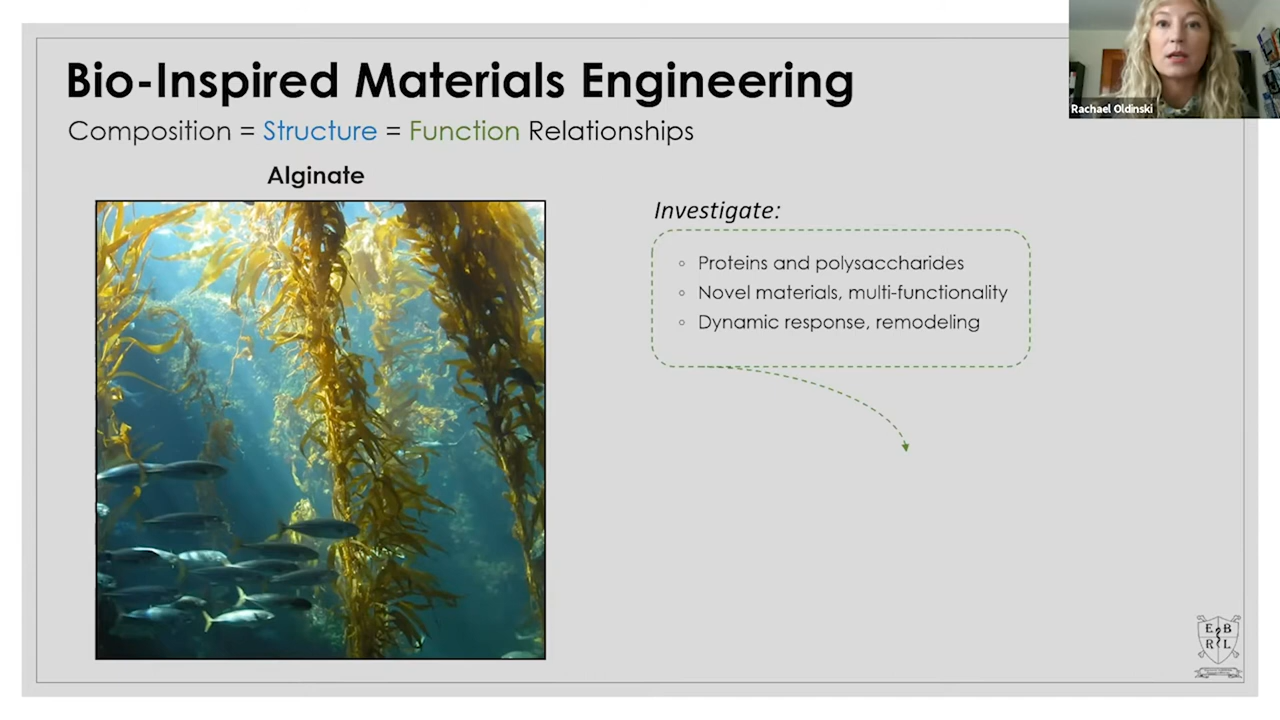 Bio-Inspired Materials Engineering
Rachael Oldinski
Composition = Structure = Function Relationships
Alginate
Investigate:
Proteins and polysaccharides
Novel materials, multi-functionality
Dynamic response, remodeling
E B
R L